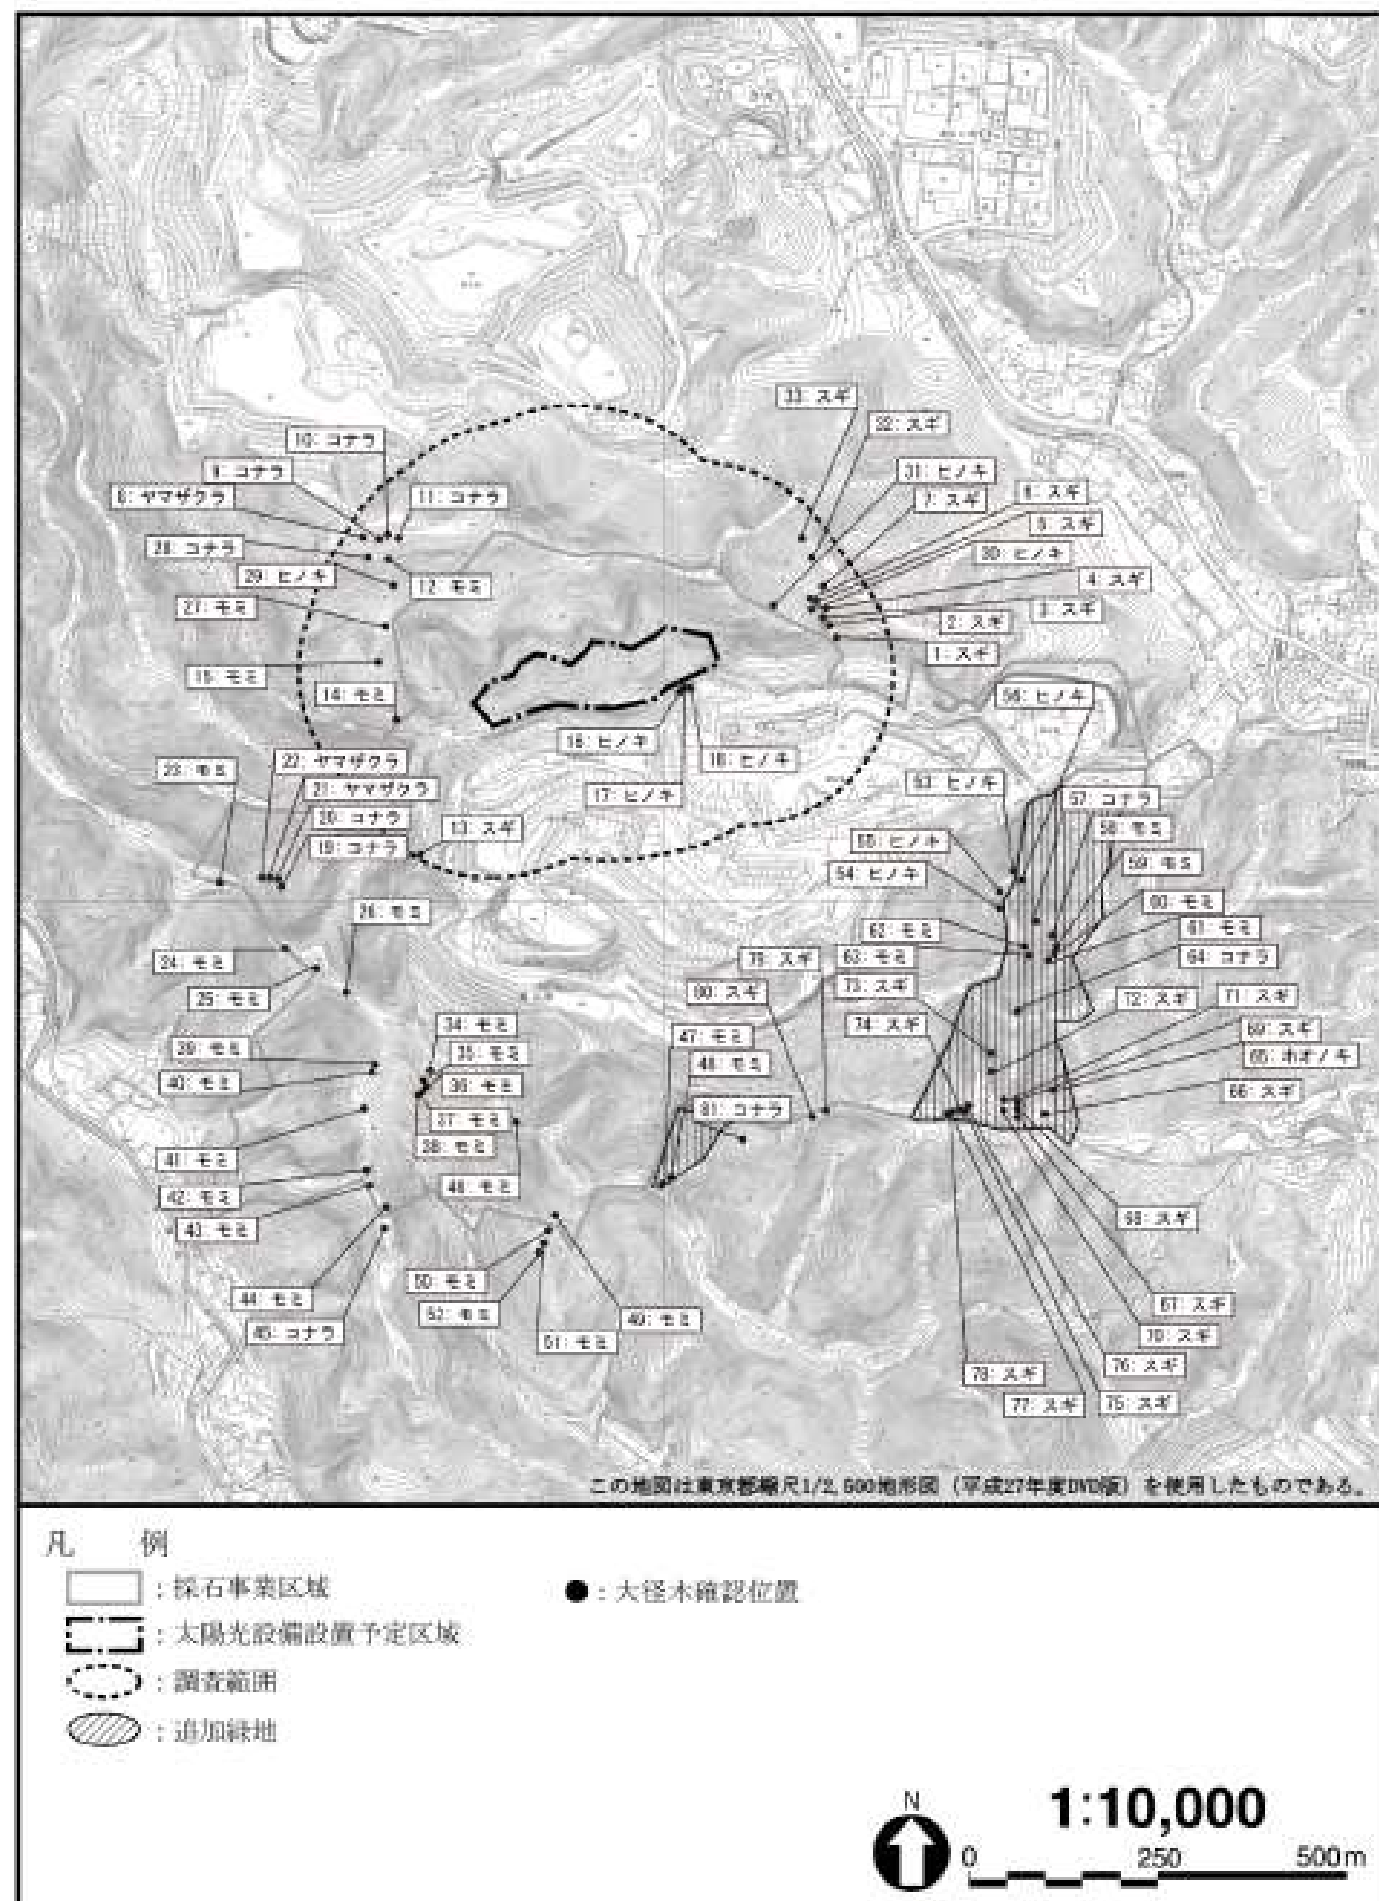 33: スギ
32: スギ
10: コナラ
9: コナラ
31: ヒノキ
8: ヤマザクラ
11: コナラ
7: スギ
6: スギ
5: スギ
28: コナラ
30: ヒノキ
29: ヒノキ
12: モミ
4: スギ
27: モミ
3: スギ
2: スギ
1: スギ
15: モミ
14: モミ
56: ヒノキ
16: ヒノキ
18: ヒノキ
22: ヤマザクラ
23: モミ
21: ヤマザクラ
17: ヒノキ
53: ヒノキ
57: コナラ
20: コナラ
13: スギ
58: モミ
19: コナラ
55: ヒノキ
59: モミ
54: ヒノキ
26: モミ
60: モミ
62: モミ
61: モミ
24: モミ
63: モミ
64: コナラ
79: スギ
25: モミ
80: スギ
73: スギ
72: スギ
71: スギ
34: モミ
74: スギ
47: モミ
69: スギ
39: モミ
35: モミ
65: ホオノキ
40: モミ
36: モミ
66: スギ
81: コナラ
37: モミ
38: モミ
41: モミ
42: モミ
43: モミ
68: スギ
50: モミ
44: モミ
52: モミ
49: モミ
67: スギ
45: コナラ
51: モミ
70: スギ
76: スギ
78: スギ
77: スギ
75: スギ
この地図は東京都縮尺1/2,500地形図（平成27年度DVD版）を使用したものである。
凡 例
：採石事業区域
●：大径木確認位置
：太陽光設備設置予定区域
：調査範囲
：追加緑地
N
1:10,000
0 250 500m